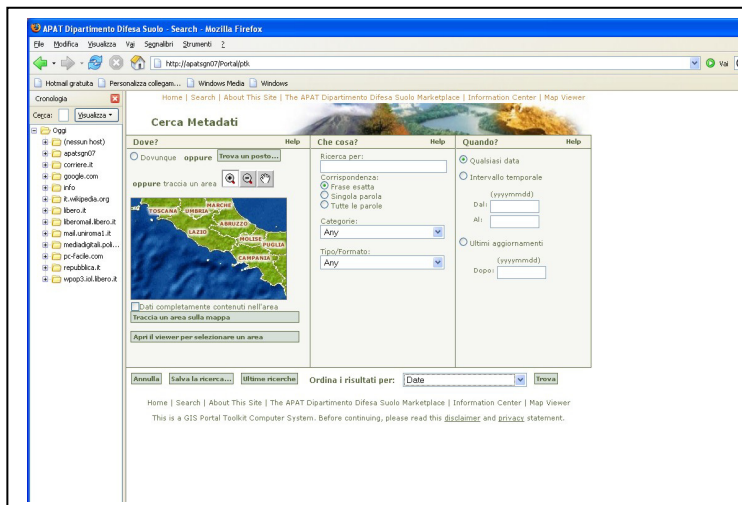 APAT Dipartimento Difesa Suolo - Search - Mozilla Firefox
File Modifica Visualizza Vai Segnalibri Strumenti ?
http://apatsgn07/Portal/ptk Vai
Hotmail gratuita Personalizza collegam... Windows Media Windows
Cronologia
Cerca: Visualizza
Oggi
(nessun host)
apatsgn07
corriere.it
google.com
info
it.wikipedia.org
libero.it
liberomail.libero.it
mail.uniroma1.it
mediadigitali.poli...
pc-facile.com
repubblica.it
wpop3.iol.libero.it
Home | Search | About This Site | The APAT Dipartimento Difesa Suolo Marketplace | Information Center | Map Viewer
Cerca Metadati
Dove? Help
Dovunque oppure Trova un posto...
oppure traccia un area
TOSCANA UMBRIA MARCHE
ABRUZZO
LAZIO
MOLISE
PUGLIA
CAMPANIA
Dati completamente contenuti nell'area
Traccia un area sulla mappa
Apri il viewer per selezionare un area
Che cosa? Help
Ricerca per:
Corrispondenza:
Frase esatta
Singola parola
Tutte le parole
Categorie:
Any
Tipo/Formato:
Any
Quando? Help
Qualsiasi data
Intervallo temporale
(yyyymmdd)
Dal:
Al:
Ultimi aggiornamenti
(yyyymmdd)
Dopo:
Annulla Salva la ricerca... Ultime ricerche Ordina i risultati per: Date Trova
Home | Search | About This Site | The APAT Dipartimento Difesa Suolo Marketplace | Information Center | Map Viewer
This is a GIS Portal Toolkit Computer System. Before continuing, please read this disclaimer and privacy statement.